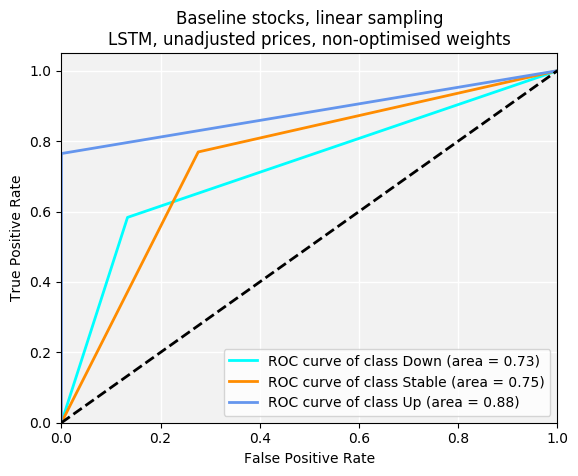 Baseline stocks, linear sampling
LSTM, unadjusted prices, non-optimised weights
True Positive Rate
1.0
0.8
0.6
0.4
0.2
0.0
ROC curve of class Down (area = 0.73)
ROC curve of class Stable (area = 0.75)
ROC curve of class Up (area = 0.88)
0.0 0.2 0.4 0.6 0.8 1.0
False Positive Rate